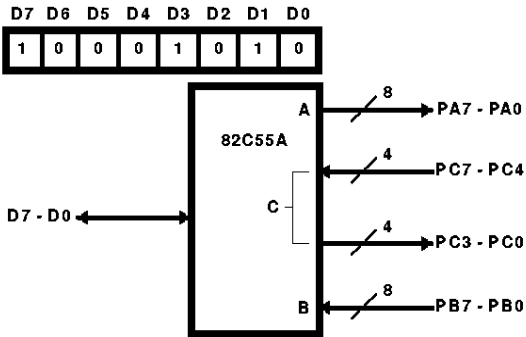 D7 D6 D5 D4 D3 D2 D1 D0
1 0 0 0 1 0 1 0
8
A PA7 - PA0
82C55A
4
PC7 - PC4
C
D7 - D0
4
PC3 - PC0
8
B PB7 - PB0